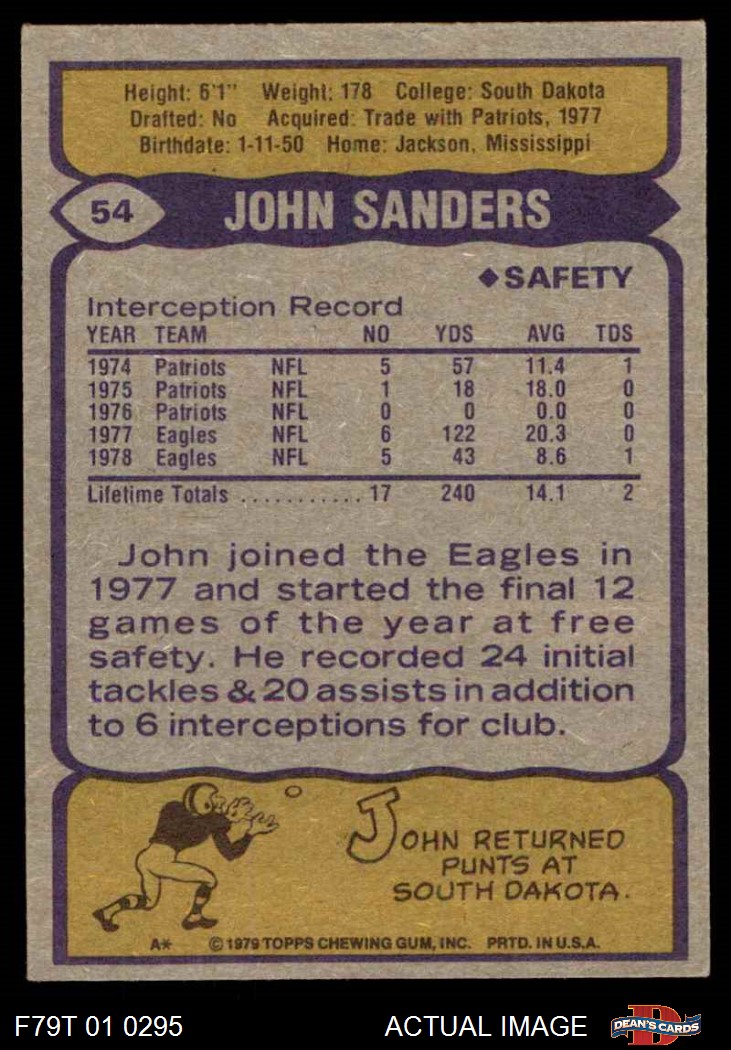 Height: 6'1" Weight: 178 College: South Dakota
Drafted: No Acquired: Trade with Patriots, 1977
Birthdate: 1-11-50 Home: Jackson, Mississippi
54 JOHN SANDERS
◆SAFETY
Interception Record
YEAR TEAM NO YDS AVG TDS
1974 Patriots NFL 5 57 11.4 1
1975 Patriots NFL 1 18 18.0 0
1976 Patriots NFL 0 0 0.0 0
1977 Eagles NFL 6 122 20.3 0
1978 Eagles NFL 5 43 8.6 1
Lifetime Totals ............ 17 240 14.1 2
John joined the Eagles in
1977 and started the final 12
games of the year at free
safety. He recorded 24 initial
tackles & 20 assists in addition
to 6 interceptions for club.
JOHN RETURNED
PUNTS AT
SOUTH DAKOTA.
A* © 1979 TOPPS CHEWING GUM, INC. PRTD. IN U.S.A.
F79T 01 0295 ACTUAL IMAGE D DEAN'S CARDS